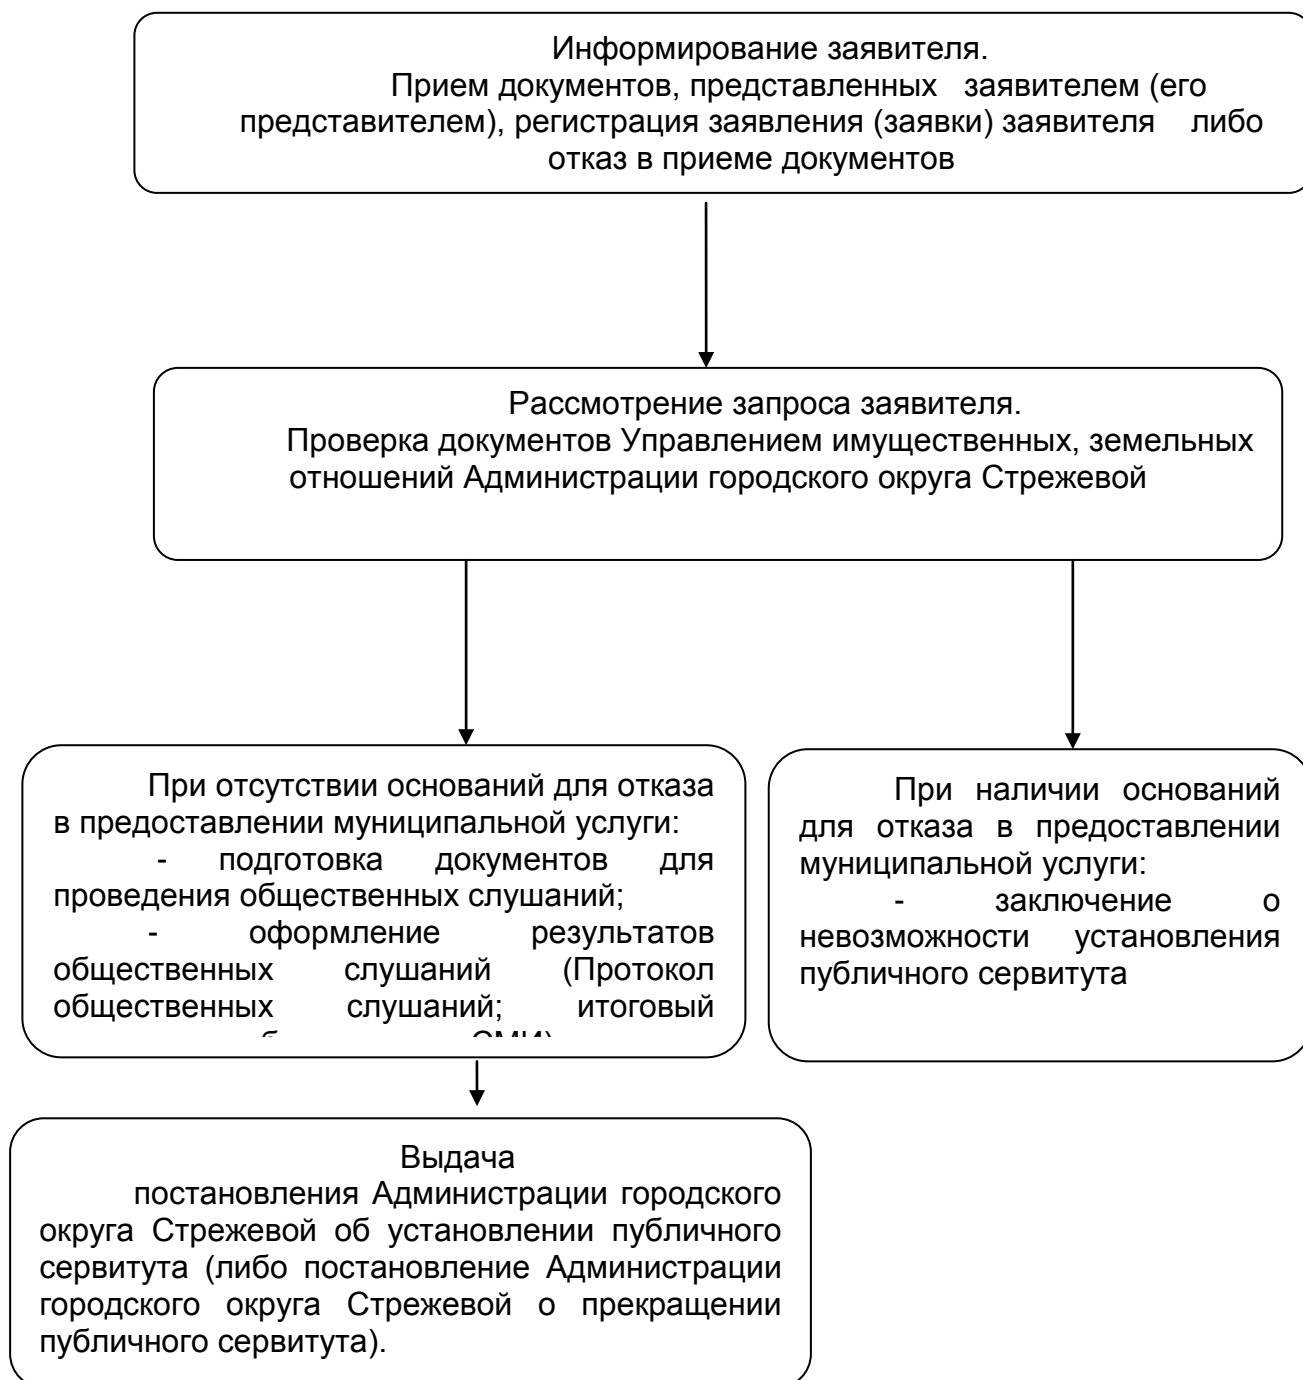 Информирование заявителя.
Прием документов, представленных заявителем (его
представителем), регистрация заявления (заявки) заявителя либо
отказ в приеме документов
Рассмотрение запроса заявителя.
Проверка документов Управлением имущественных, земельных
отношений Администрации городского округа Стрежевой
При отсутствии оснований для отказа
в предоставлении муниципальной услуги:
- подготовка документов для
проведения общественных слушаний;
- оформление результатов
общественных слушаний (Протокол
общественных слушаний; итоговый
СМИ)
При наличии оснований
для отказа в предоставлении
муниципальной услуги:
- заключение о
невозможности установления
публичного сервитута
Выдача
постановления Администрации городского
округа Стрежевой об установлении публичного
сервитута (либо постановление Администрации
городского округа Стрежевой о прекращении
публичного сервитута).